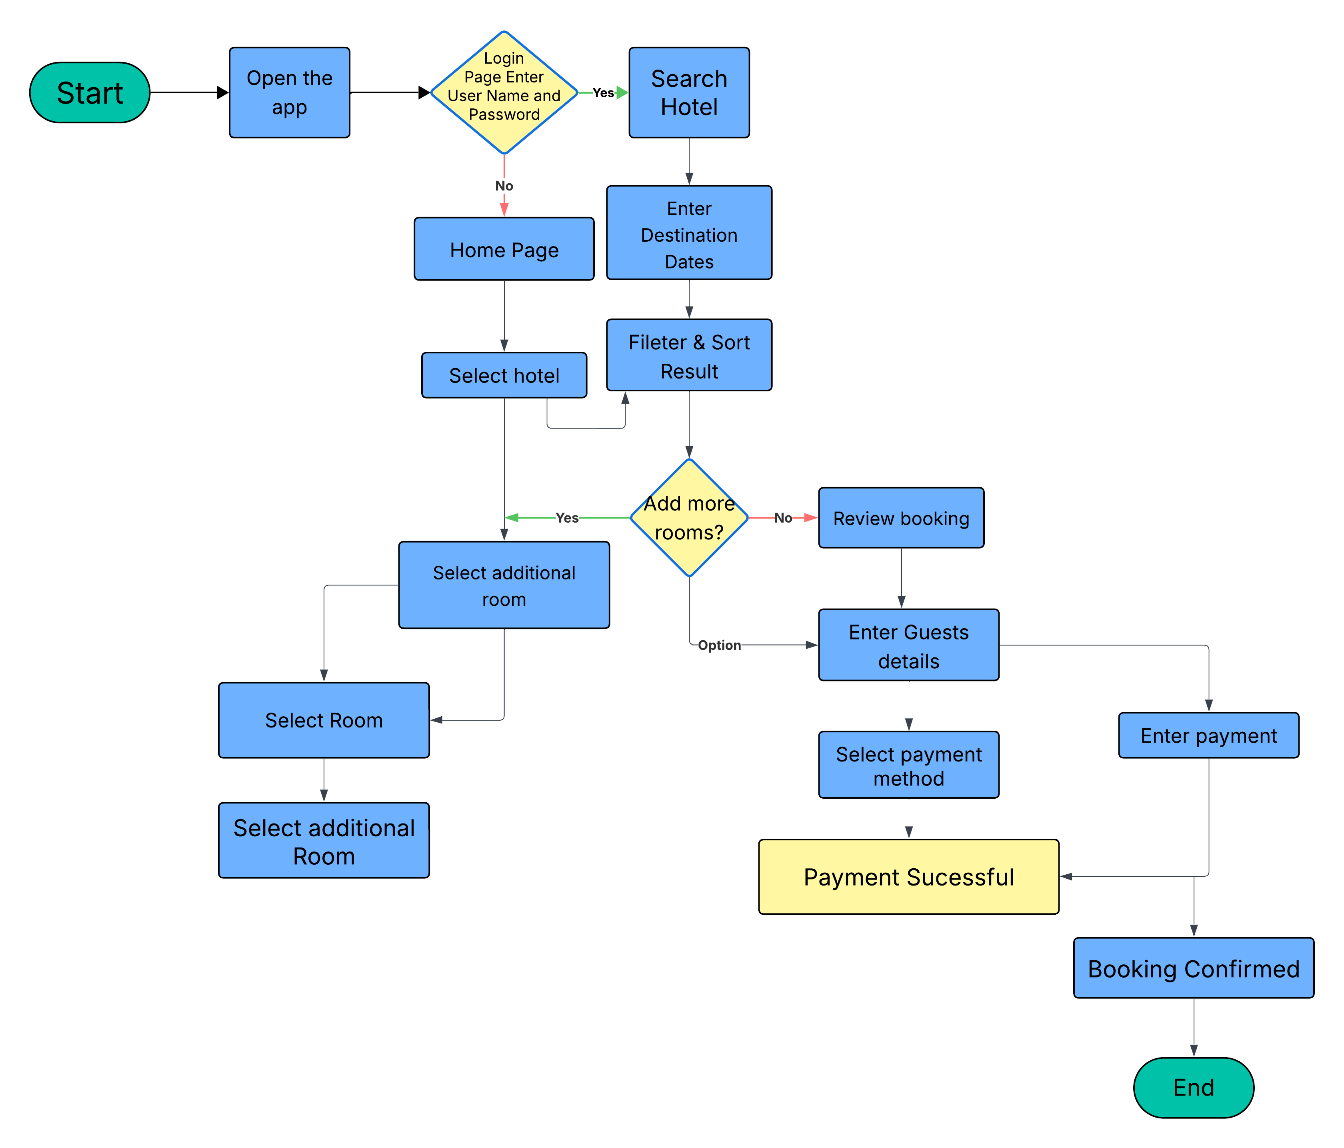 Start
Open the
app
Login
Page Enter
User Name and
Password
Yes
Search
Hotel
No
Enter
Destination
Dates
Home Page
Fileter & Sort
Result
Select hotel
Add more
rooms?
Yes
No
Review booking
Select additional
room
Option
Enter Guests
details
Select Room
Enter payment
Select payment
method
Select additional
Room
Payment Sucessful
Booking Confirmed
End